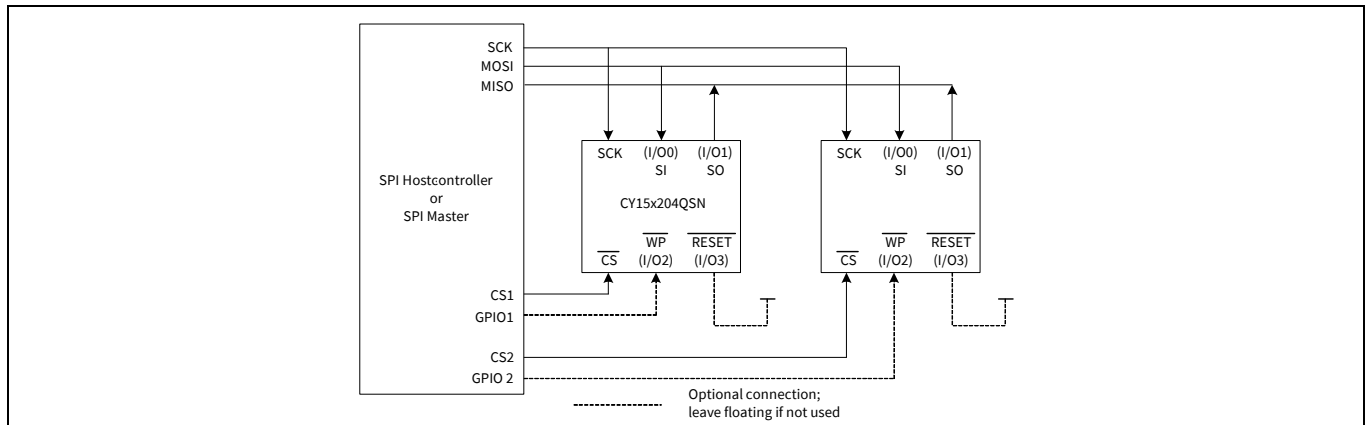 SCK
MOSI
MISO
SCK (I/O0) (I/O1)
SI SO
SCK (I/O0) (I/O1)
SI SO
SPI Hostcontroller
or
SPI Master
CY15x204QSN
WP RESET
CS (I/O2) (I/O3)
WP RESET
CS (I/O2) (I/O3)
CS1
GPIO1
CS2
GPIO 2
Optional connection;
leave floating if not used